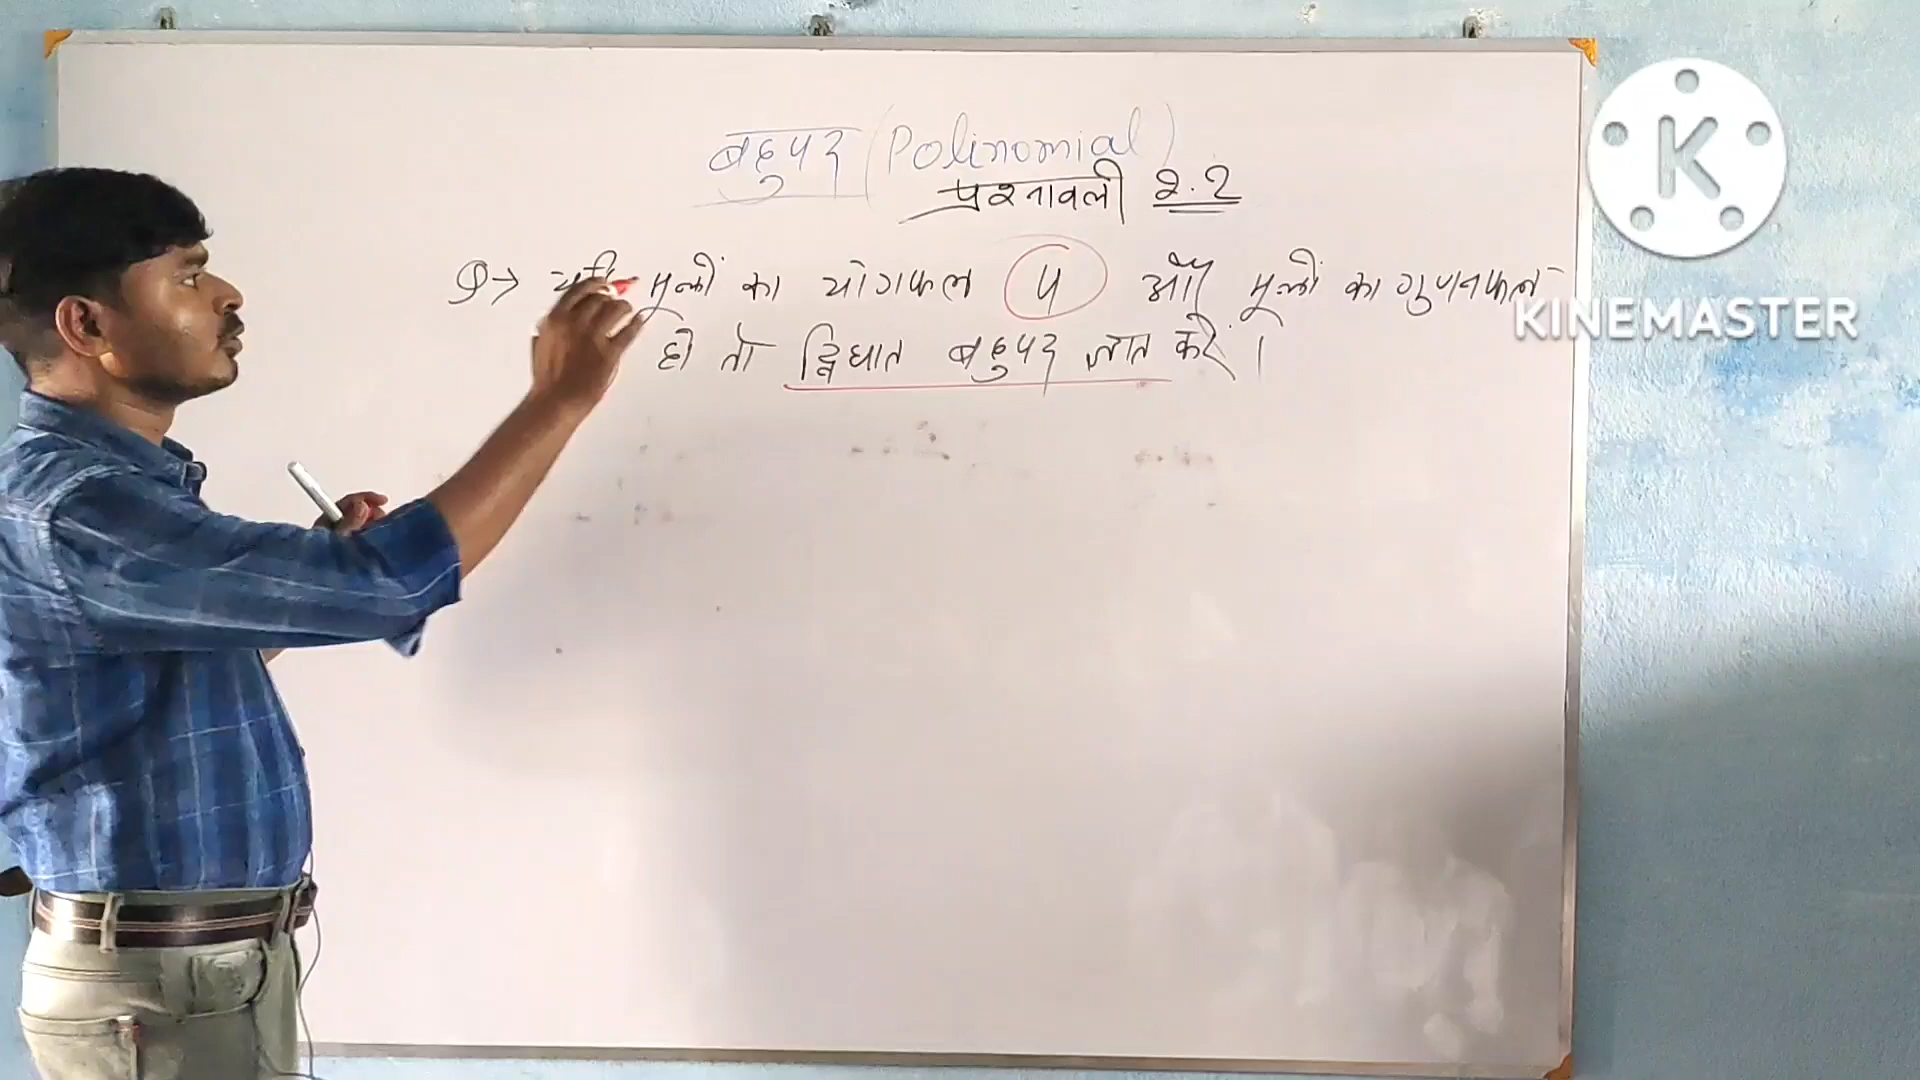 बहुपद (Polinomial)
प्रश्नावली 2.2
Q→ यदि मूलों का योगफल 4 और मूलों का गुणनफल
हो तो द्विघात बहुपद ज्ञात करें।
K
KINEMASTER